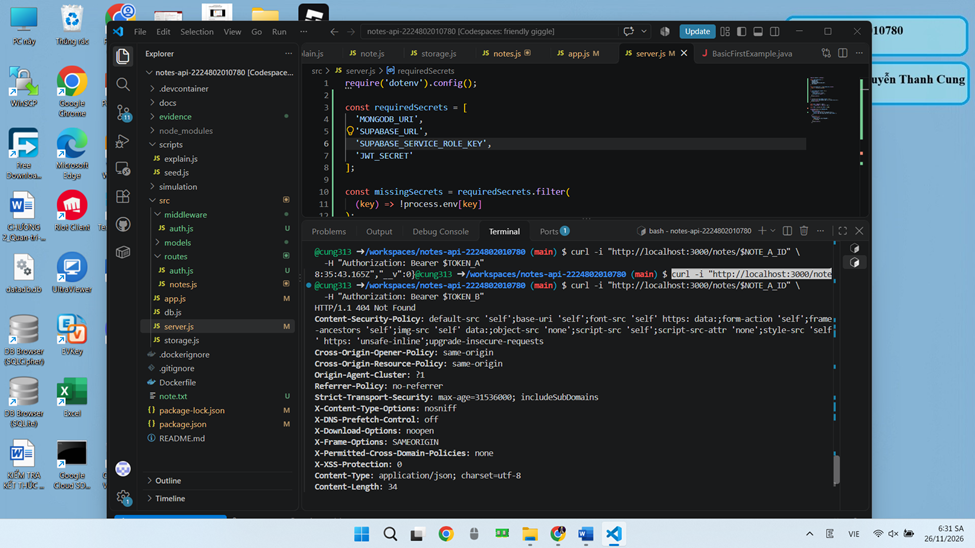 PC này
Thùng rác
WinSCP
Google Chrome
Free Downloa...
Microsoft Edge
CHƯƠNG 2_Quan-tri-...
Riot Client
datadb.db
UltraViewer
DB Browser (SQLCipher)
EVKey
DB Browser (SQLite)
Excel
KIỂM TRA KẾT THÚC ...
Google Cloud SD...
File Edit Selection View Go Run ···
notes-api-2224802010780 [Codespaces: friendly giggle]
Update
Explorer
notes-api-2224802010780 [Codespac...
.devcontainer
docs
evidence
node_modules
scripts
explain.js
seed.js
simulation
src
middleware
auth.js U
models
routes
auth.js U
notes.js
app.js M
db.js
server.js M
storage.js
.dockerignore
.gitignore
Dockerfile
note.txt U
package-lock.json M
package.json M
README.md
Outline
Timeline
11
1
lain.js
note.js
storage.js
notes.js
app.js M
server.js M
BasicFirstExample.java
src > server.js > requiredSecrets
1 require('dotenv').config();
2
3 const requiredSecrets = [
4 'MONGODB_URI',
5 'SUPABASE_URL',
6 'SUPABASE_SERVICE_ROLE_KEY',
7 'JWT_SECRET'
8 ];
9
10 const missingSecrets = requiredSecrets.filter(
11 (key) => !process.env[key]
12 );
Problems Output Debug Console Terminal Ports 1
bash - notes-api-2224802010780
@cung313 →/workspaces/notes-api-2224802010780 (main) $ curl -i "http://localhost:3000/notes/$NOTE_A_ID" \
-H "Authorization: Bearer $TOKEN_A"
8:35:43.165Z","__v":0}@cung313 →/workspaces/notes-api-2224802010780 (main) $ curl -i "http://localhost:3000/note
@cung313 →/workspaces/notes-api-2224802010780 (main) $ curl -i "http://localhost:3000/notes/$NOTE_A_ID" \
-H "Authorization: Bearer $TOKEN_B"
HTTP/1.1 404 Not Found
Content-Security-Policy: default-src 'self';base-uri 'self';font-src 'self' https: data:;form-action 'self';frame
-ancestors 'self';img-src 'self' data:;object-src 'none';script-src 'self';script-src-attr 'none';style-src 'self
' https: 'unsafe-inline';upgrade-insecure-requests
Cross-Origin-Opener-Policy: same-origin
Cross-Origin-Resource-Policy: same-origin
Origin-Agent-Cluster: ?1
Referrer-Policy: no-referrer
Strict-Transport-Security: max-age=31536000; includeSubDomains
X-Content-Type-Options: nosniff
X-DNS-Prefetch-Control: off
X-Download-Options: noopen
X-Frame-Options: SAMEORIGIN
X-Permitted-Cross-Domain-Policies: none
X-XSS-Protection: 0
Content-Type: application/json; charset=utf-8
Content-Length: 34
0780
uyễn Thanh Cung
VIE
6:31 SA
26/11/2026